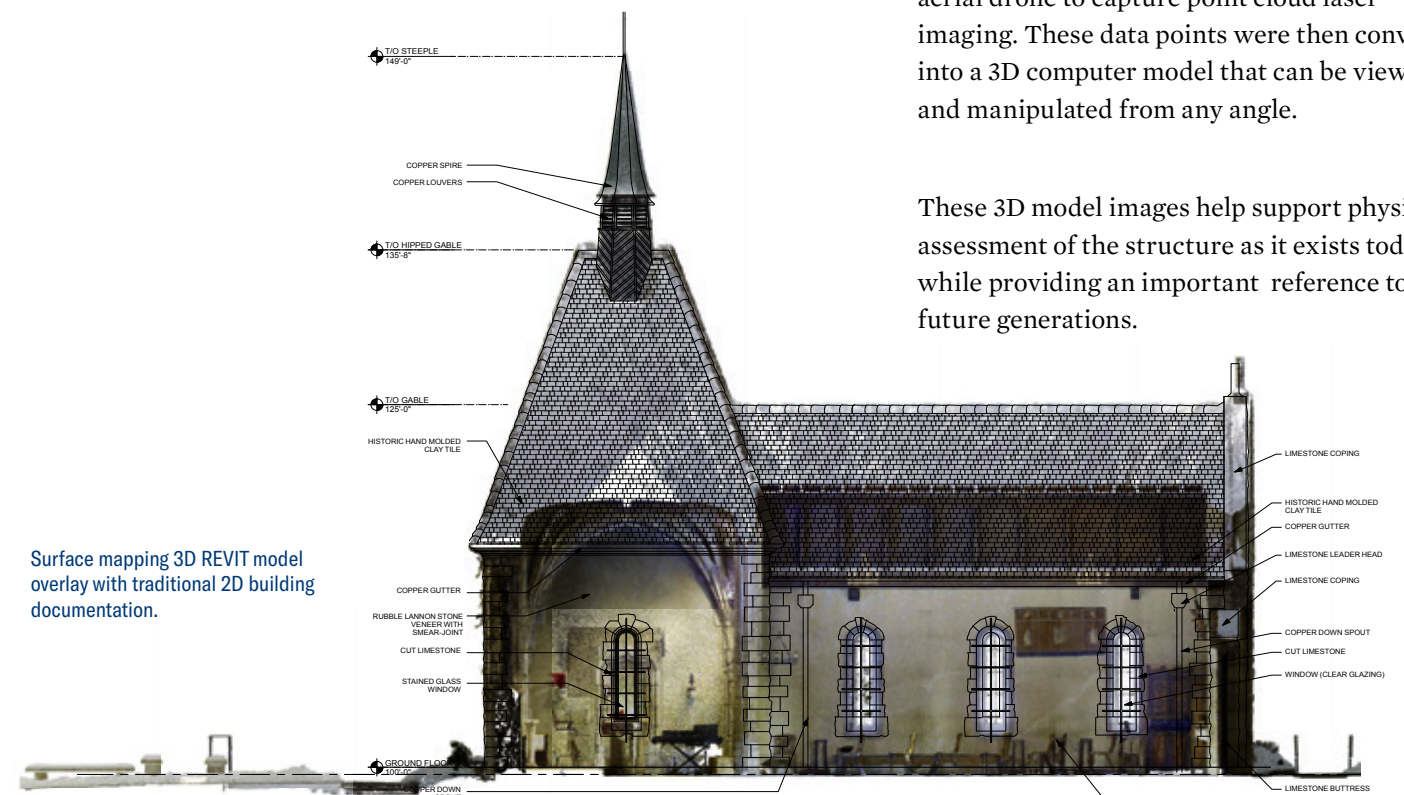 aerial drone to capture point cloud laser
imaging. These data points were then conv
into a 3D computer model that can be view
and manipulated from any angle.
These 3D model images help support physi
assessment of the structure as it exists tod
while providing an important reference to
future generations.
T/O STEEPLE
149'-0"
COPPER SPIRE
COPPER LOUVERS
T/O HIPPED GABLE
135'-8"
T/O GABLE
125'-0"
HISTORIC HAND MOLDED
CLAY TILE
Surface mapping 3D REVIT model
overlay with traditional 2D building
documentation.
COPPER GUTTER
RUBBLE LANNON STONE
VENEER WITH
SMEAR-JOINT
CUT LIMESTONE
STAINED GLASS
WINDOW
GROUND FLOOR
100'-0"
COPPER DOWN
LIMESTONE COPING
HISTORIC HAND MOLDED
CLAY TILE
COPPER GUTTER
LIMESTONE LEADER HEAD
LIMESTONE COPING
COPPER DOWN SPOUT
CUT LIMESTONE
WINDOW (CLEAR GLAZING)
LIMESTONE BUTTRESS